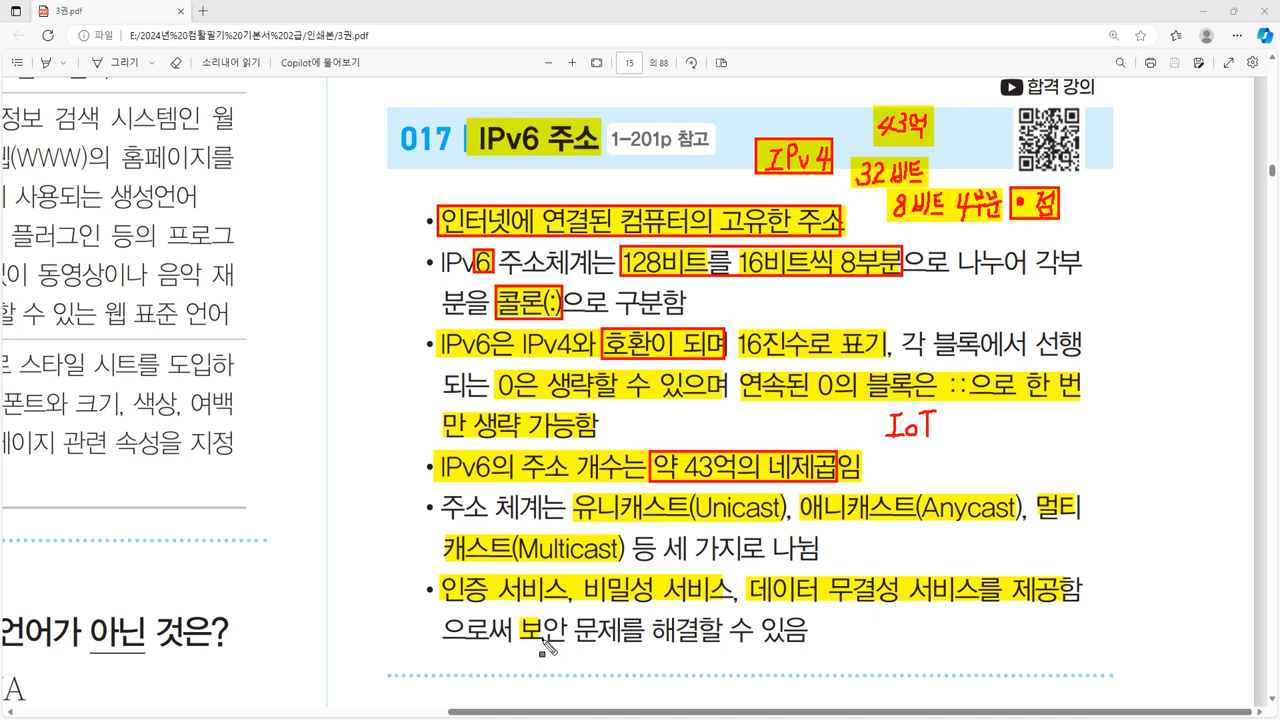 3권.pdf
파일
E:/2024년%20컴활필기%20기본서%202급/인쇄본/3권.pdf
그리기
소리내어 읽기
Copilot에 물어보기
15
의 88
정보 검색 시스템인 월
(WWW)의 홈페이지를
사용되는 생성언어
플러그인 등의 프로그
이 동영상이나 음악 재
할 수 있는 웹 표준 언어
스타일 시트를 도입하
폰트와 크기, 색상, 여백
페이지 관련 속성을 지정
언어가 아닌 것은?
합격 강의
017 IPv6 주소 1-201p 참고
IPv4
43억
32비트
8비트 4부분 • 점
• 인터넷에 연결된 컴퓨터의 고유한 주소
• IPv6 주소체계는 128비트를 16비트씩 8부분으로 나누어 각부
분을 콜론(:)으로 구분함
• IPv6은 IPv4와 호환이 되며 16진수로 표기, 각 블록에서 선행
되는 0은 생략할 수 있으며 연속된 0의 블록은 ::으로 한 번
만 생략 가능함
IoT
• IPv6의 주소 개수는 약 43억의 네제곱임
• 주소 체계는 유니캐스트(Unicast), 애니캐스트(Anycast), 멀티
캐스트(Multicast) 등 세 가지로 나뉨
• 인증 서비스, 비밀성 서비스, 데이터 무결성 서비스를 제공함
으로써 보안 문제를 해결할 수 있음